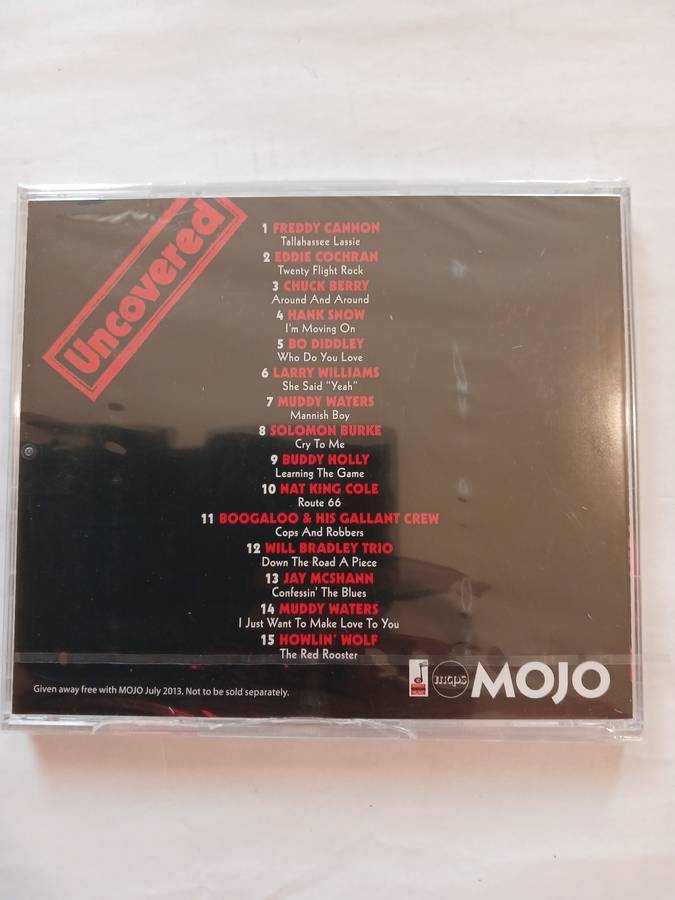 Uncovered
1 FREDDY CANNON
Tallahassee Lassie
2 EDDIE COCHRAN
Twenty Flight Rock
3 CHUCK BERRY
Around And Around
4 HANK SNOW
I'm Moving On
5 BO DIDDLEY
Who Do You Love
6 LARRY WILLIAMS
She Said "Yeah"
7 MUDDY WATERS
Mannish Boy
8 SOLOMON BURKE
Cry To Me
9 BUDDY HOLLY
Learning The Game
10 NAT KING COLE
Route 66
11 BOOGALOO & HIS GALLANT CREW
Cops And Robbers
12 WILL BRADLEY TRIO
Down The Road A Piece
13 JAY MCSHANN
Confessin' The Blues
14 MUDDY WATERS
I Just Want To Make Love To You
15 HOWLIN' WOLF
The Red Rooster
Given away free with MOJO July 2013. Not to be sold separately.
mcps
MOJO